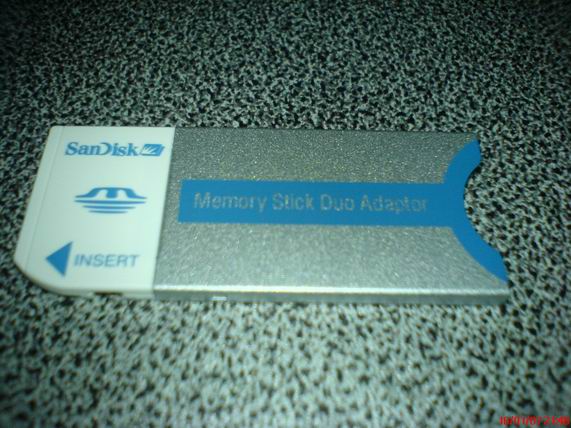 SanDisk
Memory Stick Duo Adaptor
INSERT